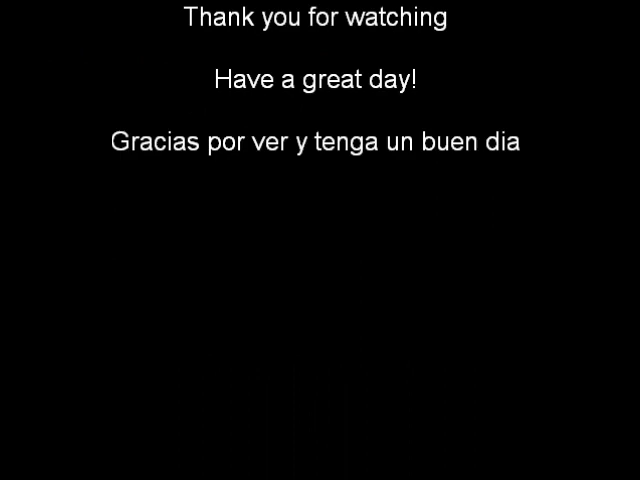 Thank you for watching
Have a great day!
Gracias por ver y tenga un buen dia